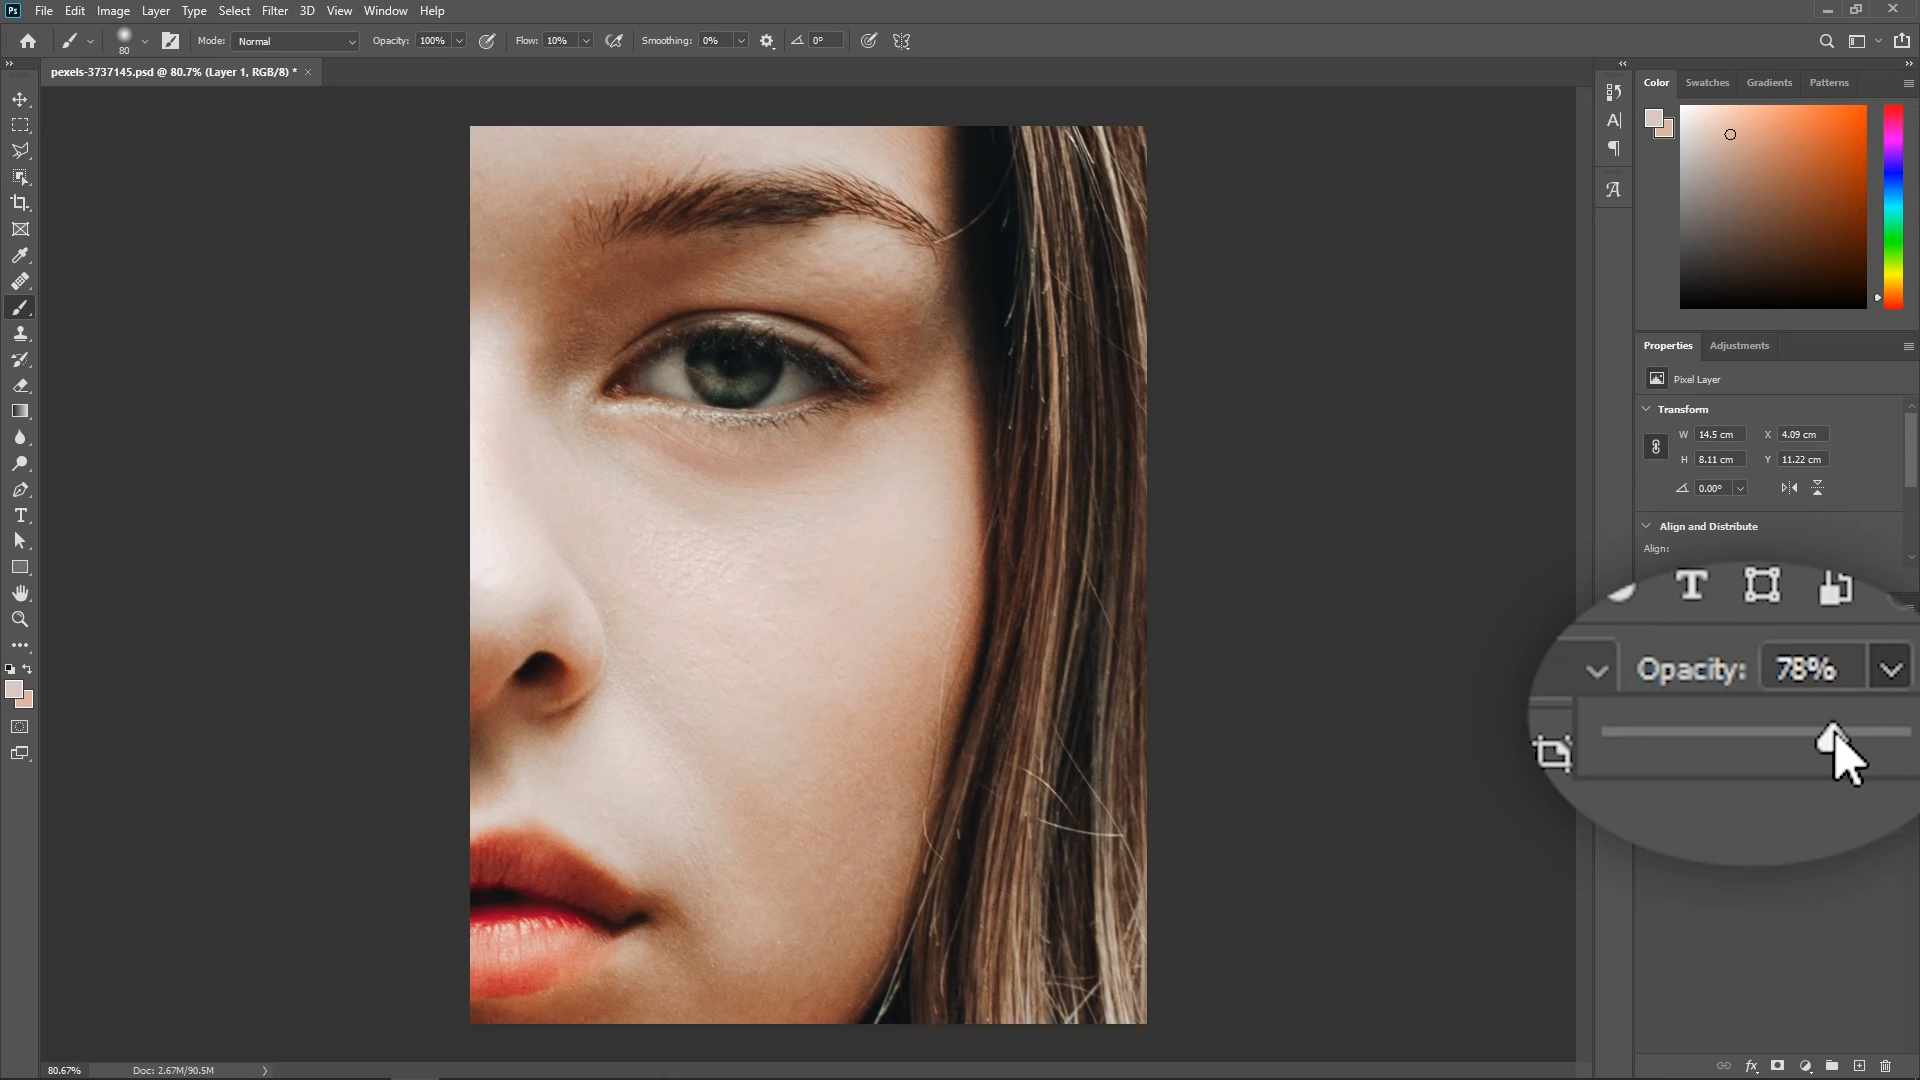 Ps File Edit Image Layer Type Select Filter 3D View Window Help
80 Mode: Normal Opacity: 100% Flow: 10% Smoothing: 0% 0°
pexels-3737145.psd @ 80.7% (Layer 1, RGB/8) * ×
Color Swatches Gradients Patterns
Properties Adjustments
Pixel Layer
Transform
W 14.5 cm X 4.09 cm
H 8.11 cm Y 11.22 cm
0.00°
Align and Distribute
Align:
Opacity: 78%
80.67% Doc: 2.67M/90.5M